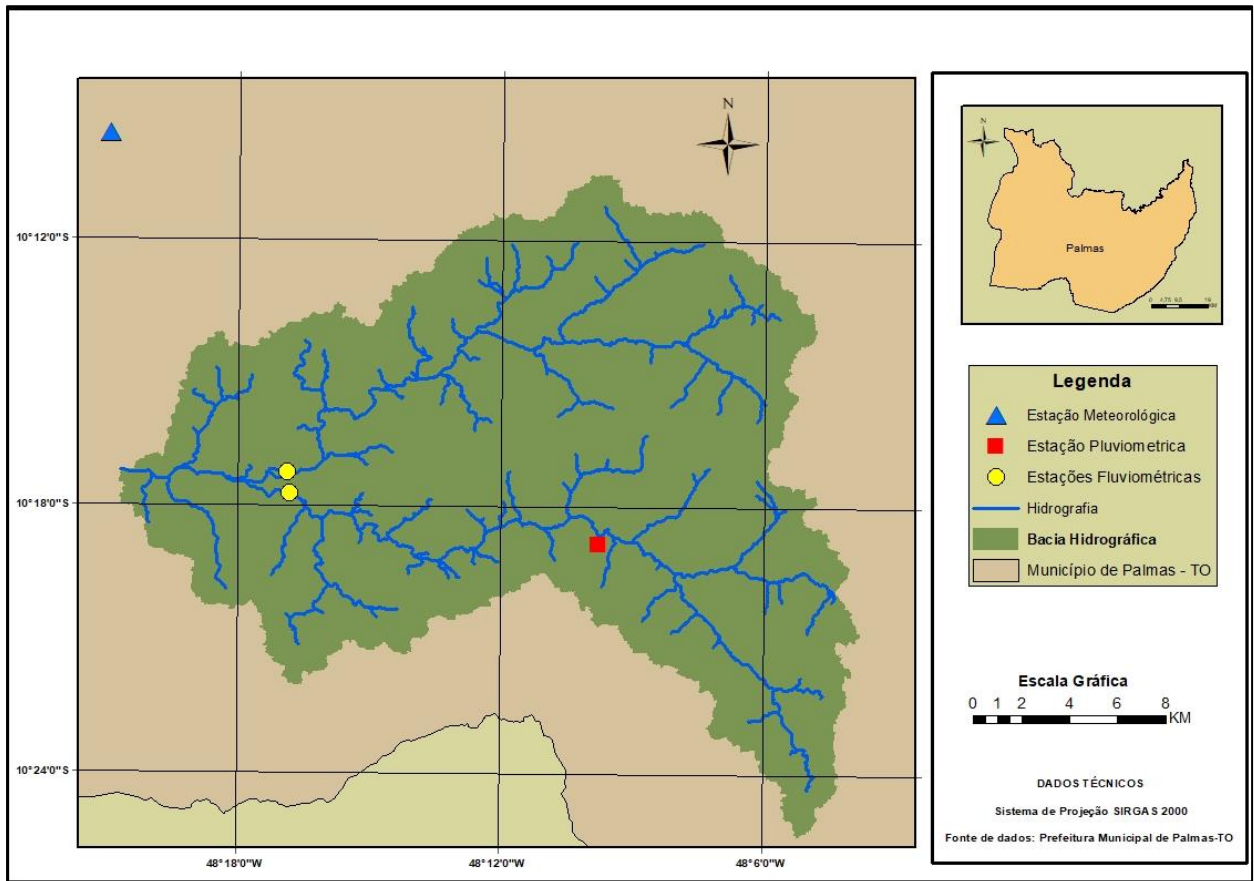 N
10°12'0"S
10°18'0"S
10°24'0"S
48°18'0"W
48°12'0"W
48°6'0"W
N
Palmas
Legenda
Estação Meteorológica
Estação Pluviometrica
Estações Fluviométricas
Hidrografia
Bacia Hidrográfica
Município de Palmas - TO
Escala Gráfica
0 1 2 4 6 8
KM
DADOS TÉCNICOS
Sistema de Projeção SIRGAS 2000
Fonte de dados: Prefeitura Municipal de Palmas-TO